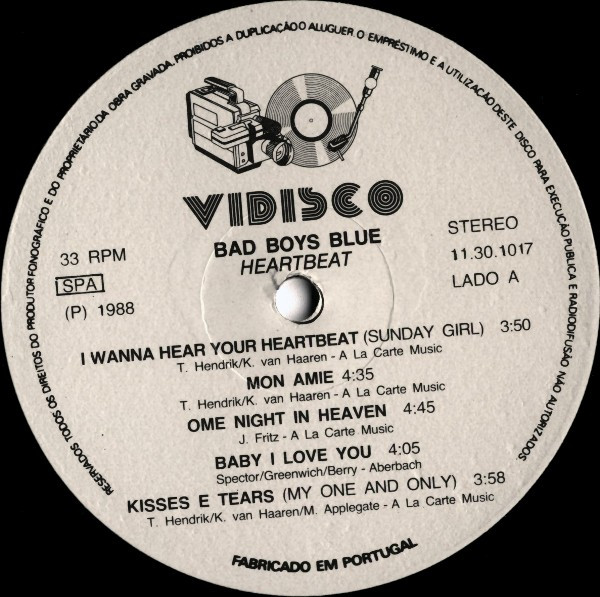 RESERVADOS TODOS OS DIREITOS DO PRODUTOR FONOGRÁFICO E DO PROPRIETÁRIO DA OBRA GRAVADA. PROIBIDOS A DUPLICAÇÃO O ALUGUER O EMPRÉSTIMO E A UTILIZAÇÃO DESTE DISCO PARA EXECUÇÃO PÚBLICA E RADIODIFUSÃO NÃO AUTORIZADOS
VIDISCO
BAD BOYS BLUE
HEARTBEAT
33 RPM
SPA
(P) 1988
STEREO
11.30.1017
LADO A
I WANNA HEAR YOUR HEARTBEAT (SUNDAY GIRL) 3:50
T. Hendrik/K. van Haaren - A La Carte Music
MON AMIE 4:35
T. Hendrik/K. van Haaren - A La Carte Music
OME NIGHT IN HEAVEN 4:45
J. Fritz - A La Carte Music
BABY I LOVE YOU 4:05
Spector/Greenwich/Berry - Aberbach
KISSES E TEARS (MY ONE AND ONLY) 3:58
T. Hendrik/K. van Haaren/M. Applegate - A La Carte Music
FABRICADO EM PORTUGAL